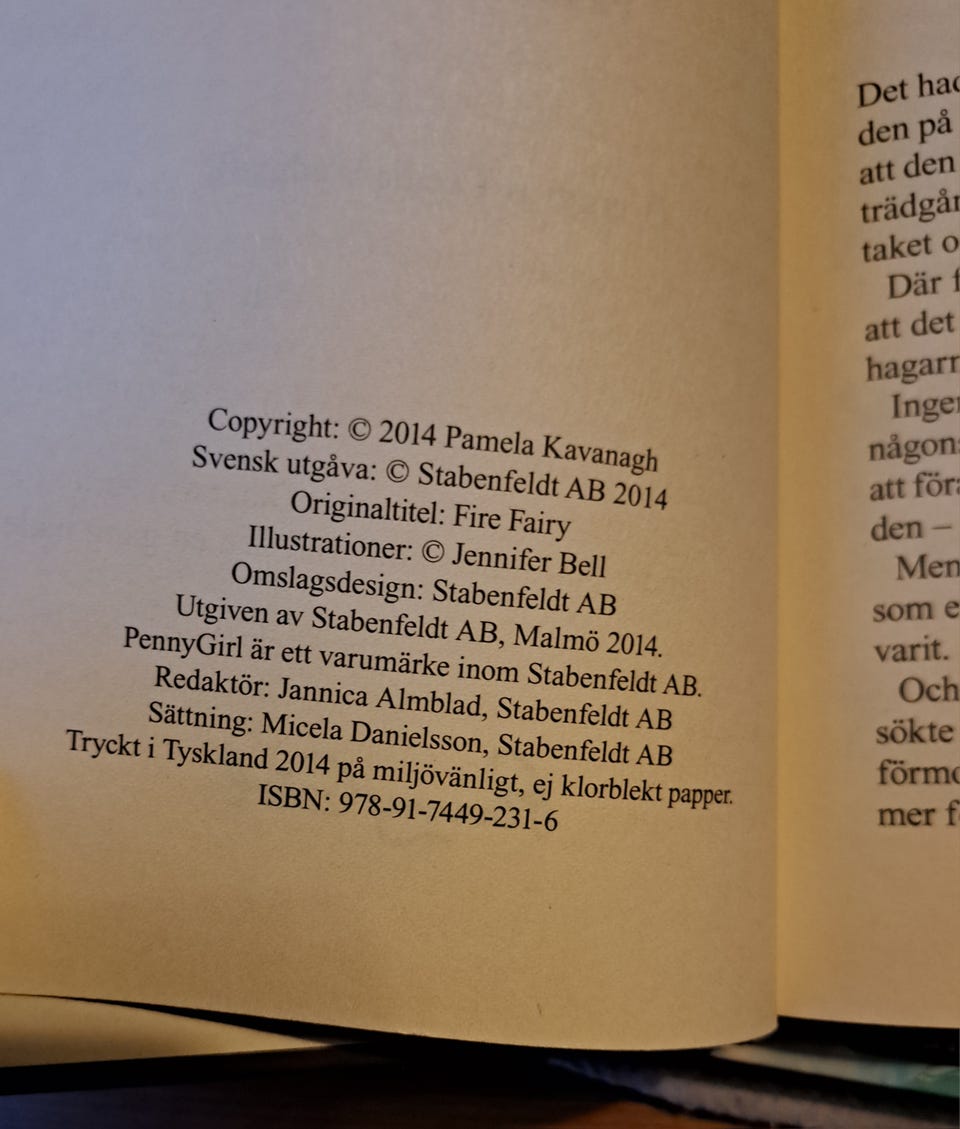 Copyright: © 2014 Pamela Kavanagh
Svensk utgåva: © Stabenfeldt AB 2014
Originaltitel: Fire Fairy
Illustrationer: © Jennifer Bell
Omslagsdesign: Stabenfeldt AB
Utgiven av Stabenfeldt AB, Malmö 2014.
PennyGirl är ett varumärke inom Stabenfeldt AB.
Redaktör: Jannica Almblad, Stabenfeldt AB
Sättning: Micela Danielsson, Stabenfeldt AB
Tryckt i Tyskland 2014 på miljövänligt, ej klorblekt papper.
ISBN: 978-91-7449-231-6
Det
den på
att den
taket
Där
att det
att
den –
som
varit.
sökte
mer